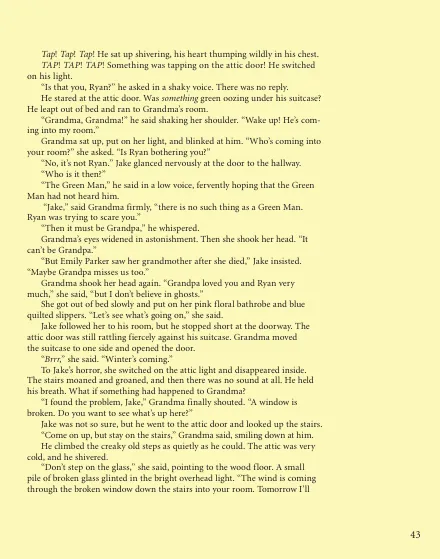 Tap! Tap! Tap! He sat up shivering, his heart thumping wildly in his chest.
TAP! TAP! TAP! Something was tapping on the attic door! He switched
on his light.
“Is that you, Ryan?” he asked in a shaky voice. There was no reply.
He stared at the attic door. Was something green oozing under his suitcase?
He leapt out of bed and ran to Grandma’s room.
“Grandma, Grandma!” he said shaking her shoulder. “Wake up! He’s com-
ing into my room.”
Grandma sat up, put on her light, and blinked at him. “Who’s coming into
your room?” she asked. “Is Ryan bothering you?”
“No, it’s not Ryan.” Jake glanced nervously at the door to the hallway.
“Who is it then?”
“The Green Man,” he said in a low voice, fervently hoping that the Green
Man had not heard him.
“Jake,” said Grandma firmly, “there is no such thing as a Green Man.
Ryan was trying to scare you.”
“Then it must be Grandpa,” he whispered.
Grandma’s eyes widened in astonishment. Then she shook her head. “It
can’t be Grandpa.”
“But Emily Parker saw her grandmother after she died,” Jake insisted.
“Maybe Grandpa misses us too.”
Grandma shook her head again. “Grandpa loved you and Ryan very
much,” she said, “but I don’t believe in ghosts.”
She got out of bed slowly and put on her pink floral bathrobe and blue
quilted slippers. “Let’s see what’s going on,” she said.
Jake followed her to his room, but he stopped short at the doorway. The
attic door was still rattling fiercely against his suitcase. Grandma moved
the suitcase to one side and opened the door.
“Brrr,” she said. “Winter’s coming.”
To Jake’s horror, she switched on the attic light and disappeared inside.
The stairs moaned and groaned, and then there was no sound at all. He held
his breath. What if something had happened to Grandma?
“I found the problem, Jake,” Grandma finally shouted. “A window is
broken. Do you want to see what’s up here?”
Jake was not so sure, but he went to the attic door and looked up the stairs.
“Come on up, but stay on the stairs,” Grandma said, smiling down at him.
He climbed the creaky old steps as quietly as he could. The attic was very
cold, and he shivered.
“Don’t step on the glass,” she said, pointing to the wood floor. A small
pile of broken glass glinted in the bright overhead light. “The wind is coming
through the broken window down the stairs into your room. Tomorrow I’ll
43